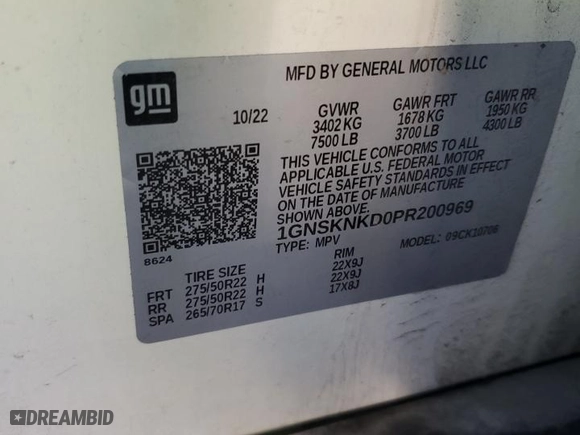 MFD BY GENERAL MOTORS LLC
gm
10/22
GVWR GAWR FRT GAWR RR
3402 KG 1678 KG 1950 KG
7500 LB 3700 LB 4300 LB
THIS VEHICLE CONFORMS TO ALL
APPLICABLE U.S. FEDERAL MOTOR
VEHICLE SAFETY STANDARDS IN EFFECT
ON THE DATE OF MANUFACTURE
SHOWN ABOVE.
1GNSKNKD0PR200969
TYPE: MPV MODEL: 09CK10706
8624
TIRE SIZE RIM
FRT 275/50R22 H 22X9J
RR 275/50R22 H 22X9J
SPA 265/70R17 S 17X8J
DREAMBID